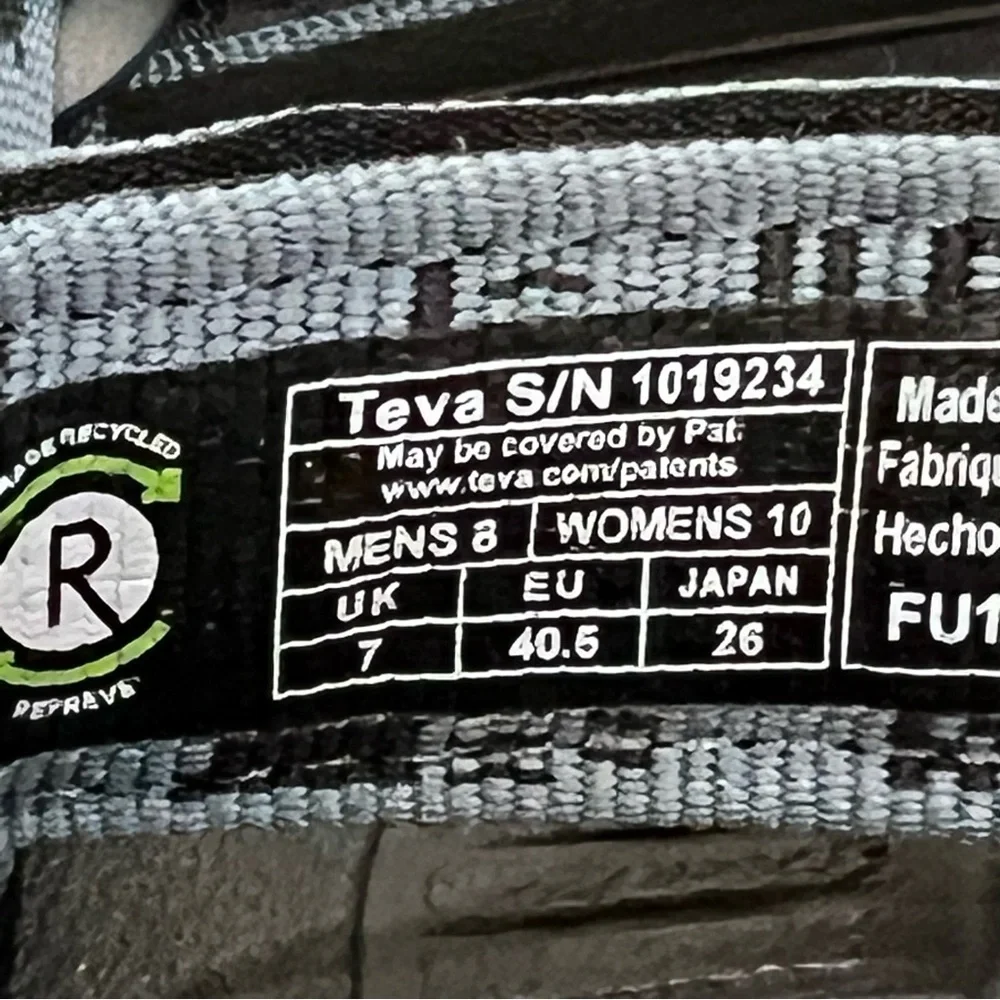 MADE RECYCLED
R
REPREVE
Teva S/N 1019234
May be covered by Pat.
www.teva.com/patents
MENS 8 WOMENS 10
UK EU JAPAN
7 40.5 26
Made
Fabriqu
Hecho
FU1